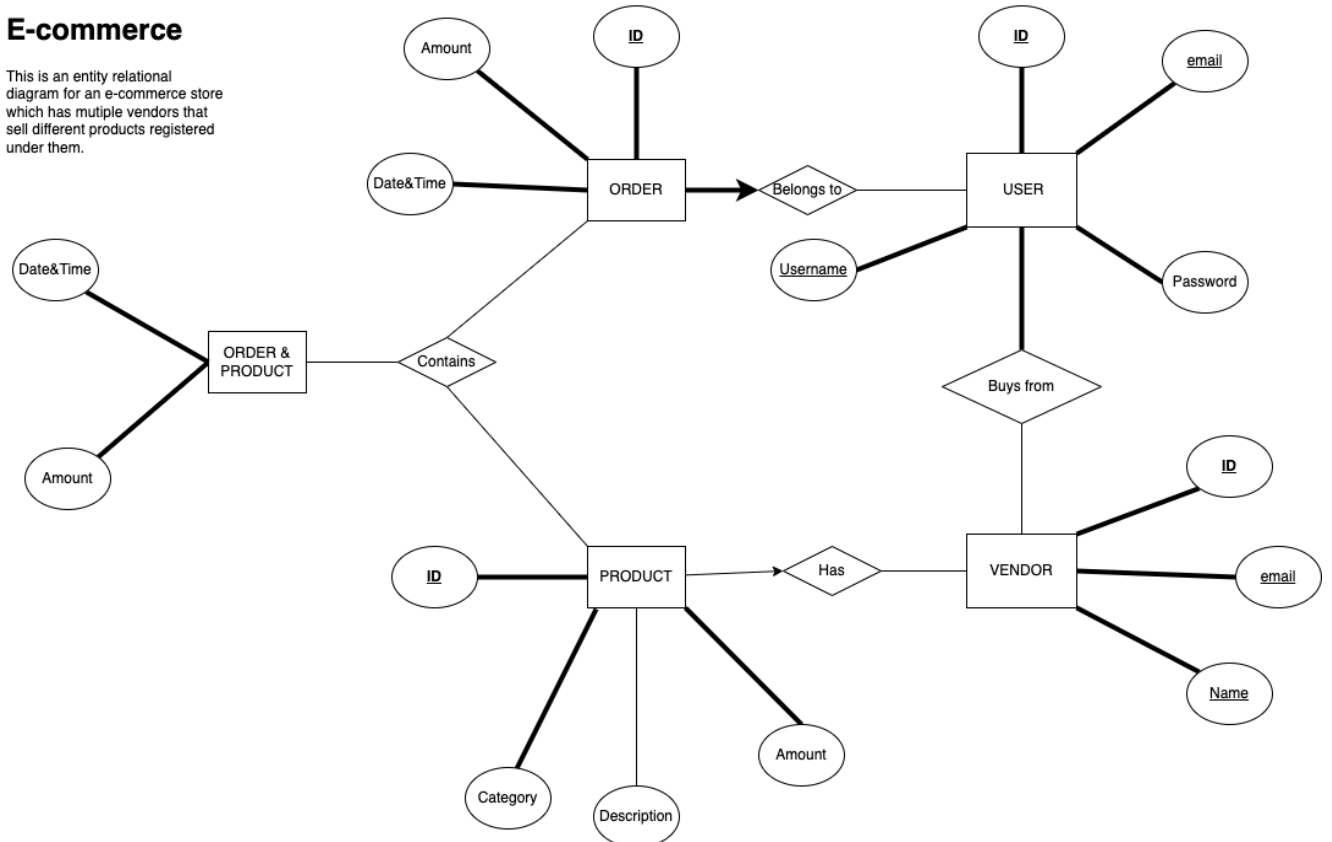 E-commerce
This is an entity relational
diagram for an e-commerce store
which has mutiple vendors that
sell different products registered
under them.
Amount
ID
ID
email
Date&Time
ORDER
Belongs to
USER
Username
Password
Date&Time
ORDER &
PRODUCT
Contains
Buys from
Amount
ID
ID
PRODUCT
Has
VENDOR
email
Name
Category
Description
Amount